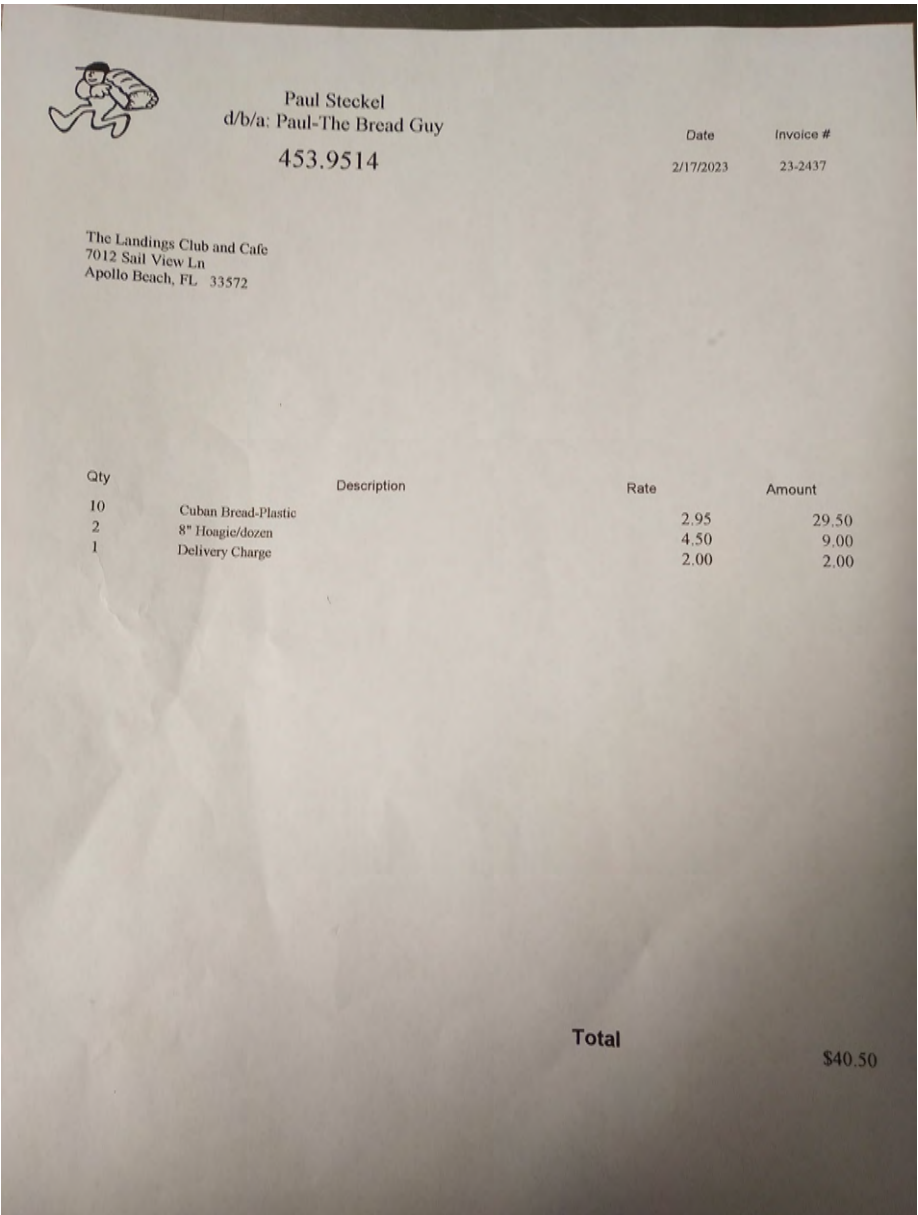 Paul Steckel
d/b/a: Paul-The Bread Guy
453.9514
Date Invoice #
2/17/2023 23-2437
The Landings Club and Cafe
7012 Sail View Ln
Apollo Beach, FL 33572
Qty Description Rate Amount
10 Cuban Bread-Plastic 2.95 29.50
2 8" Hoagie/dozen 4.50 9.00
1 Delivery Charge 2.00 2.00
Total
$40.50